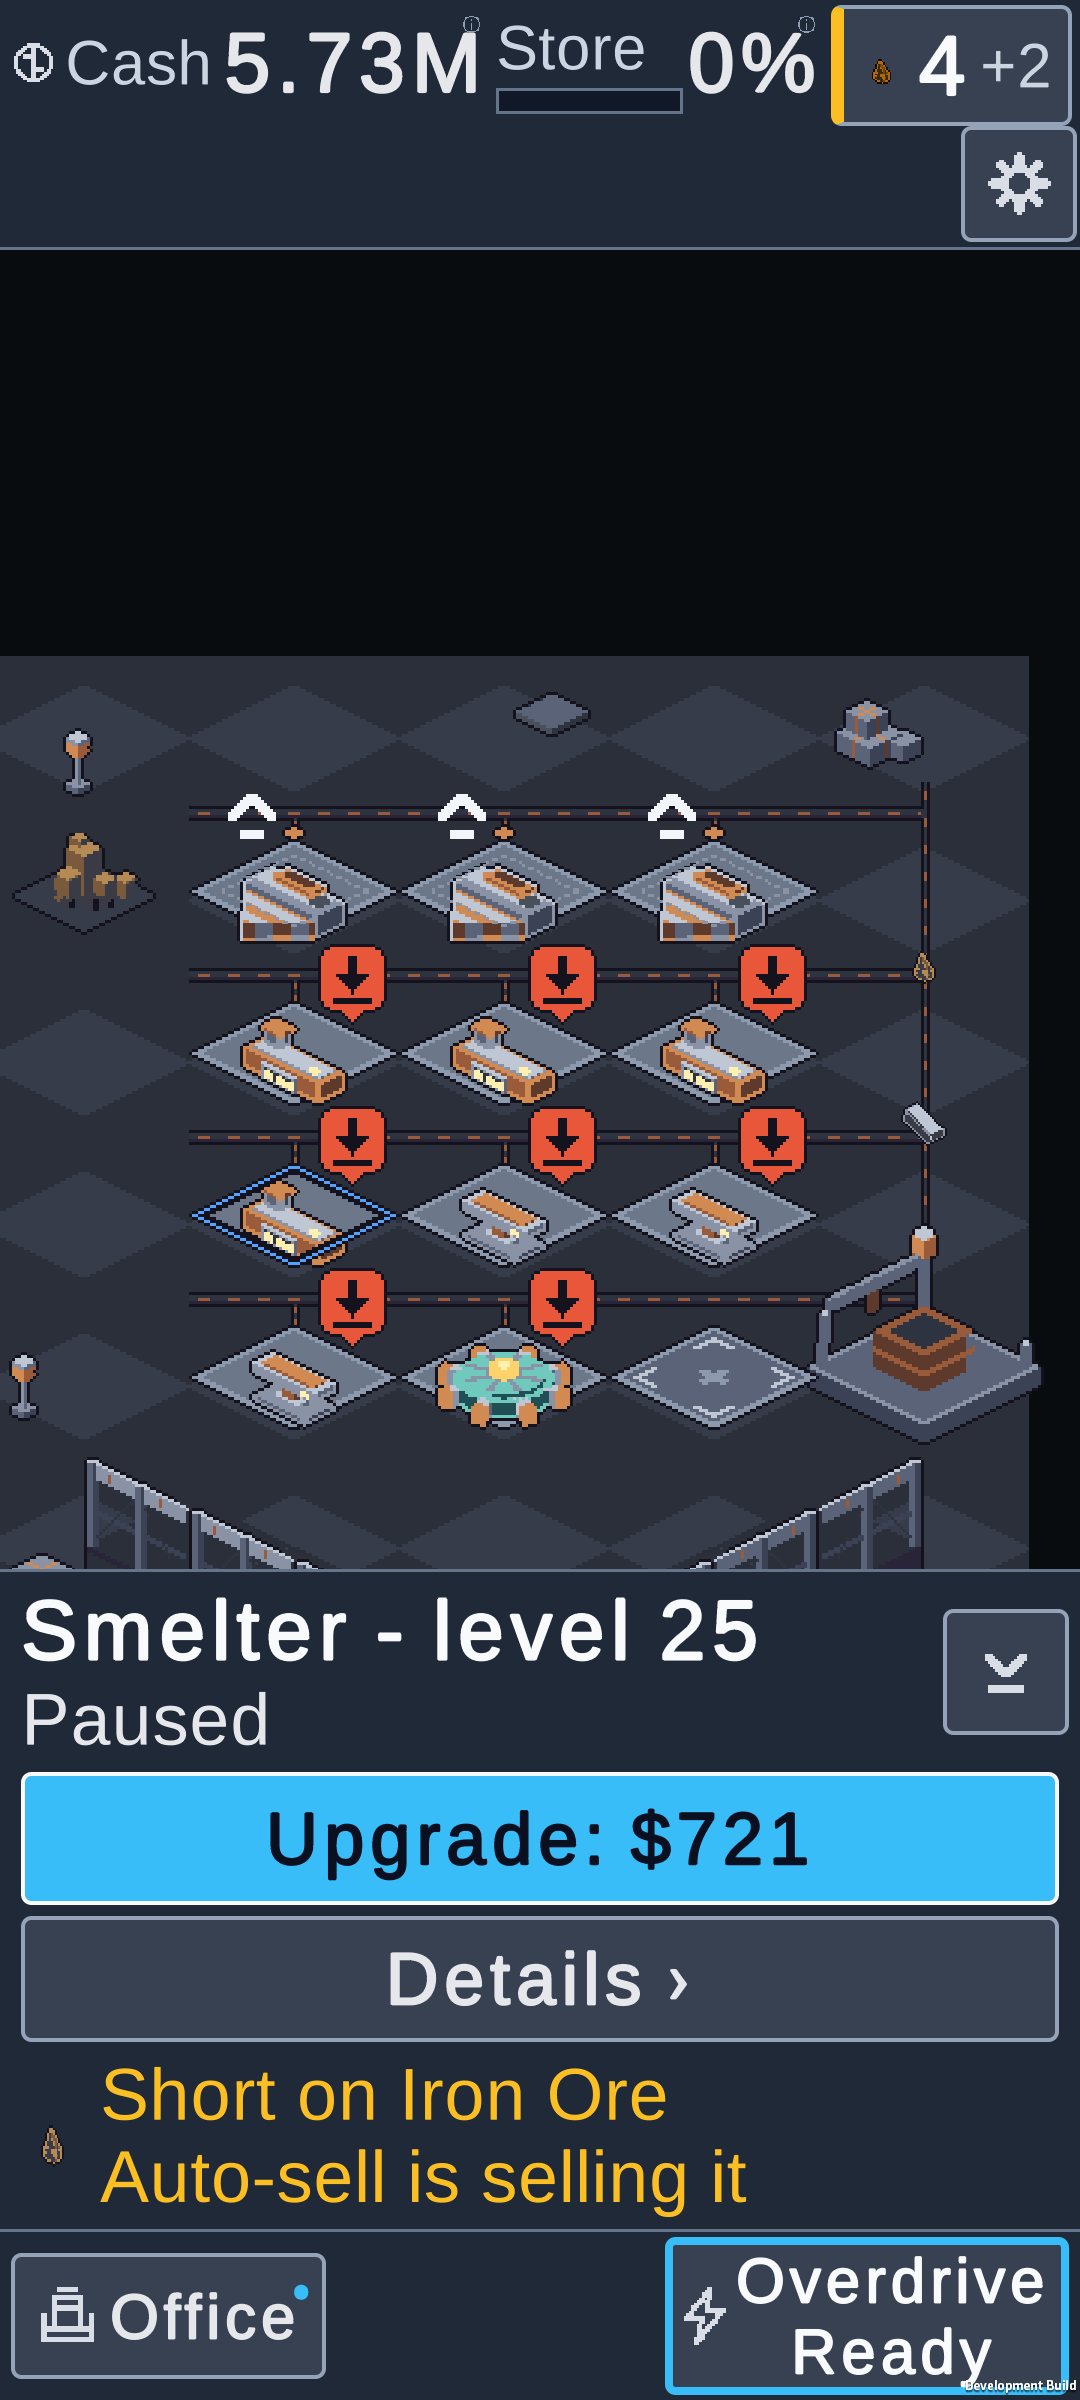 Cash 5.73M Store 0% 4 +2
Smelter - level 25
Paused
Upgrade: $721
Details ›
Short on Iron Ore
Auto-sell is selling it
Office
Overdrive
Ready
Development Build